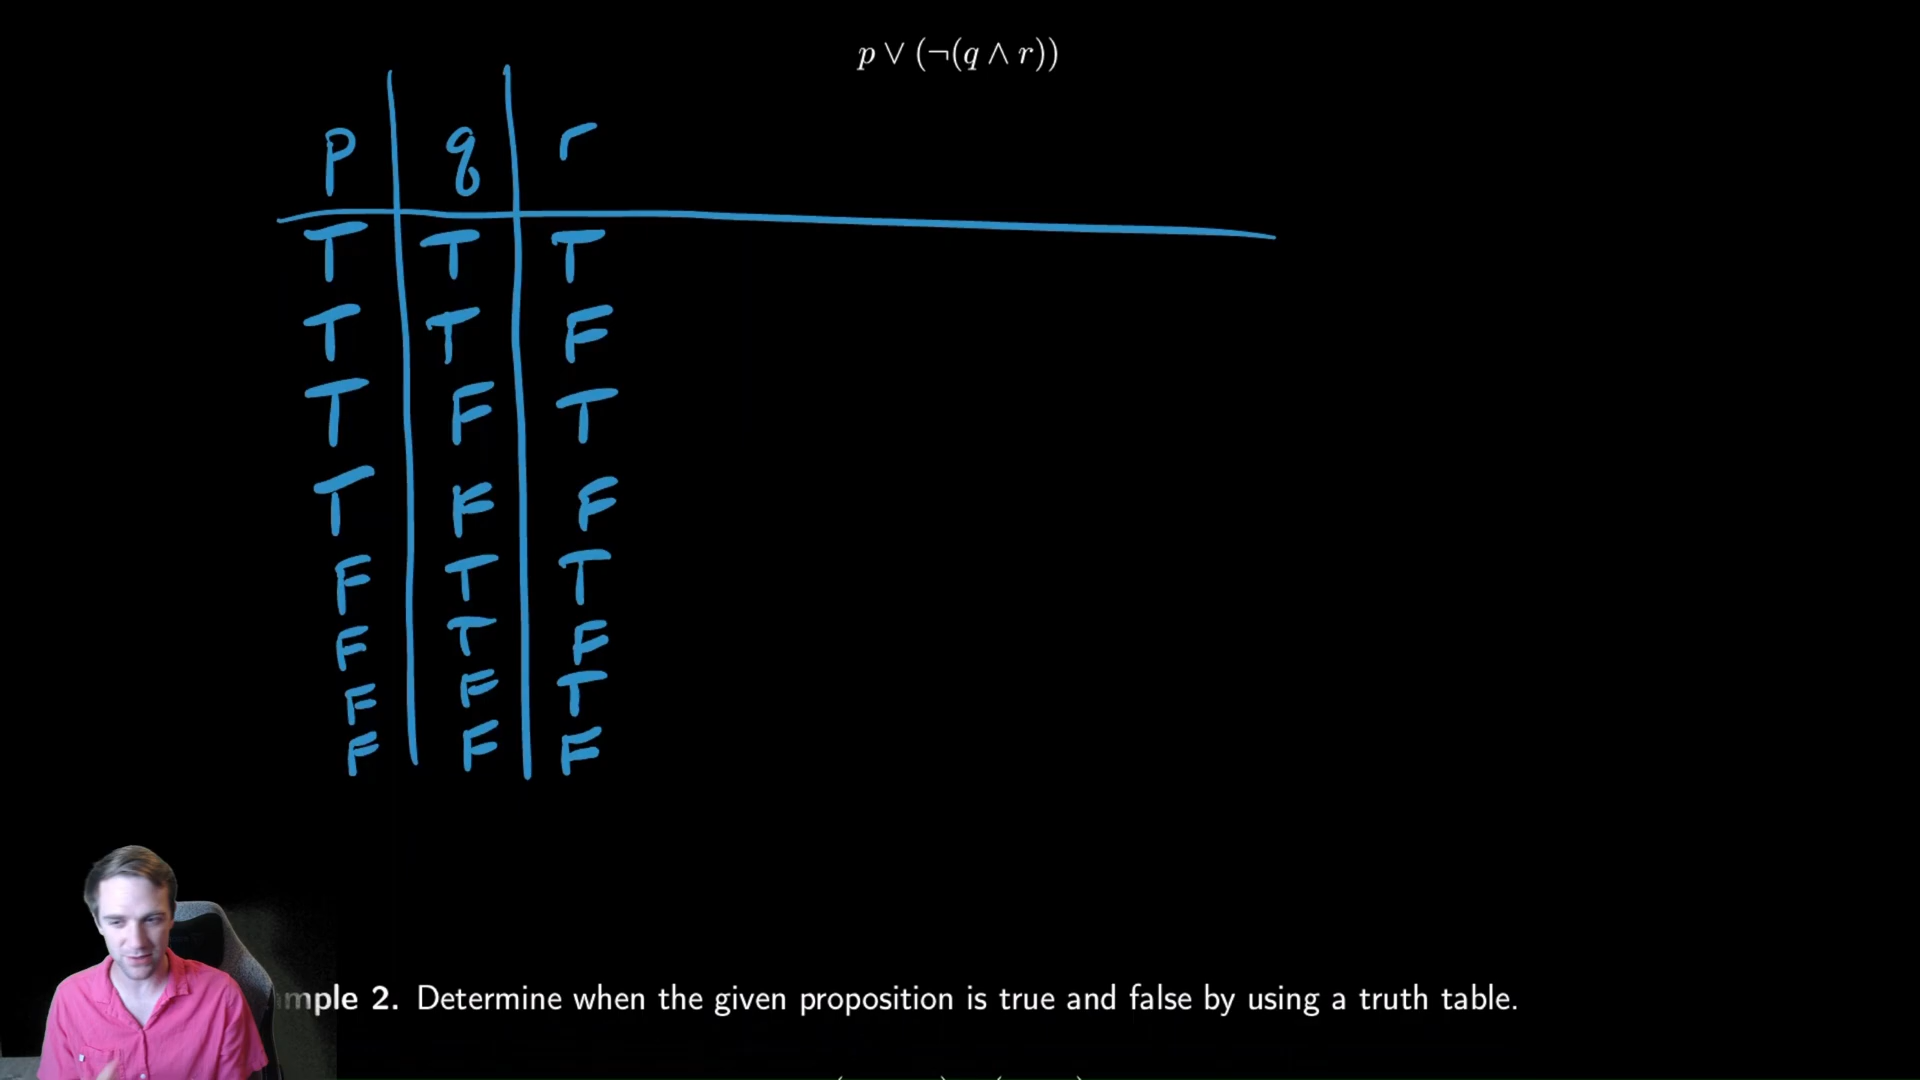 p ∨ (¬(q ∧ r))
p q r
T T T
T T F
T F T
T F F
F T T
F T F
F F T
F F F
mple 2. Determine when the given proposition is true and false by using a truth table.